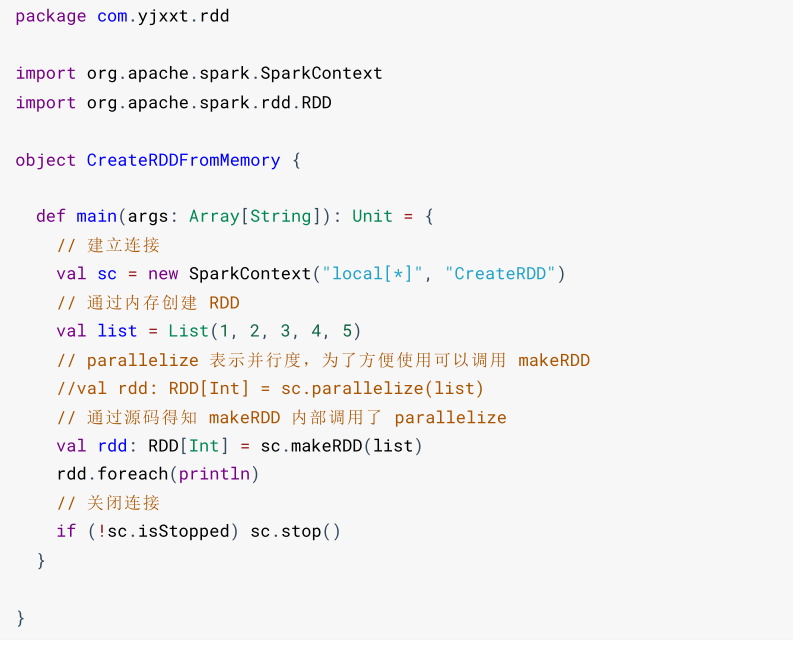 package com.yjxxt.rdd
import org.apache.spark.SparkContext
import org.apache.spark.rdd.RDD
object CreateRDDFromMemory {
def main(args: Array[String]): Unit = {
// 建立连接
val sc = new SparkContext("local[*]", "CreateRDD")
// 通过内存创建 RDD
val list = List(1, 2, 3, 4, 5)
// parallelize 表示并行度，为了方便使用可以调用 makeRDD
//val rdd: RDD[Int] = sc.parallelize(list)
// 通过源码得知 makeRDD 内部调用了 parallelize
val rdd: RDD[Int] = sc.makeRDD(list)
rdd.foreach(println)
// 关闭连接
if (!sc.isStopped) sc.stop()
}
}